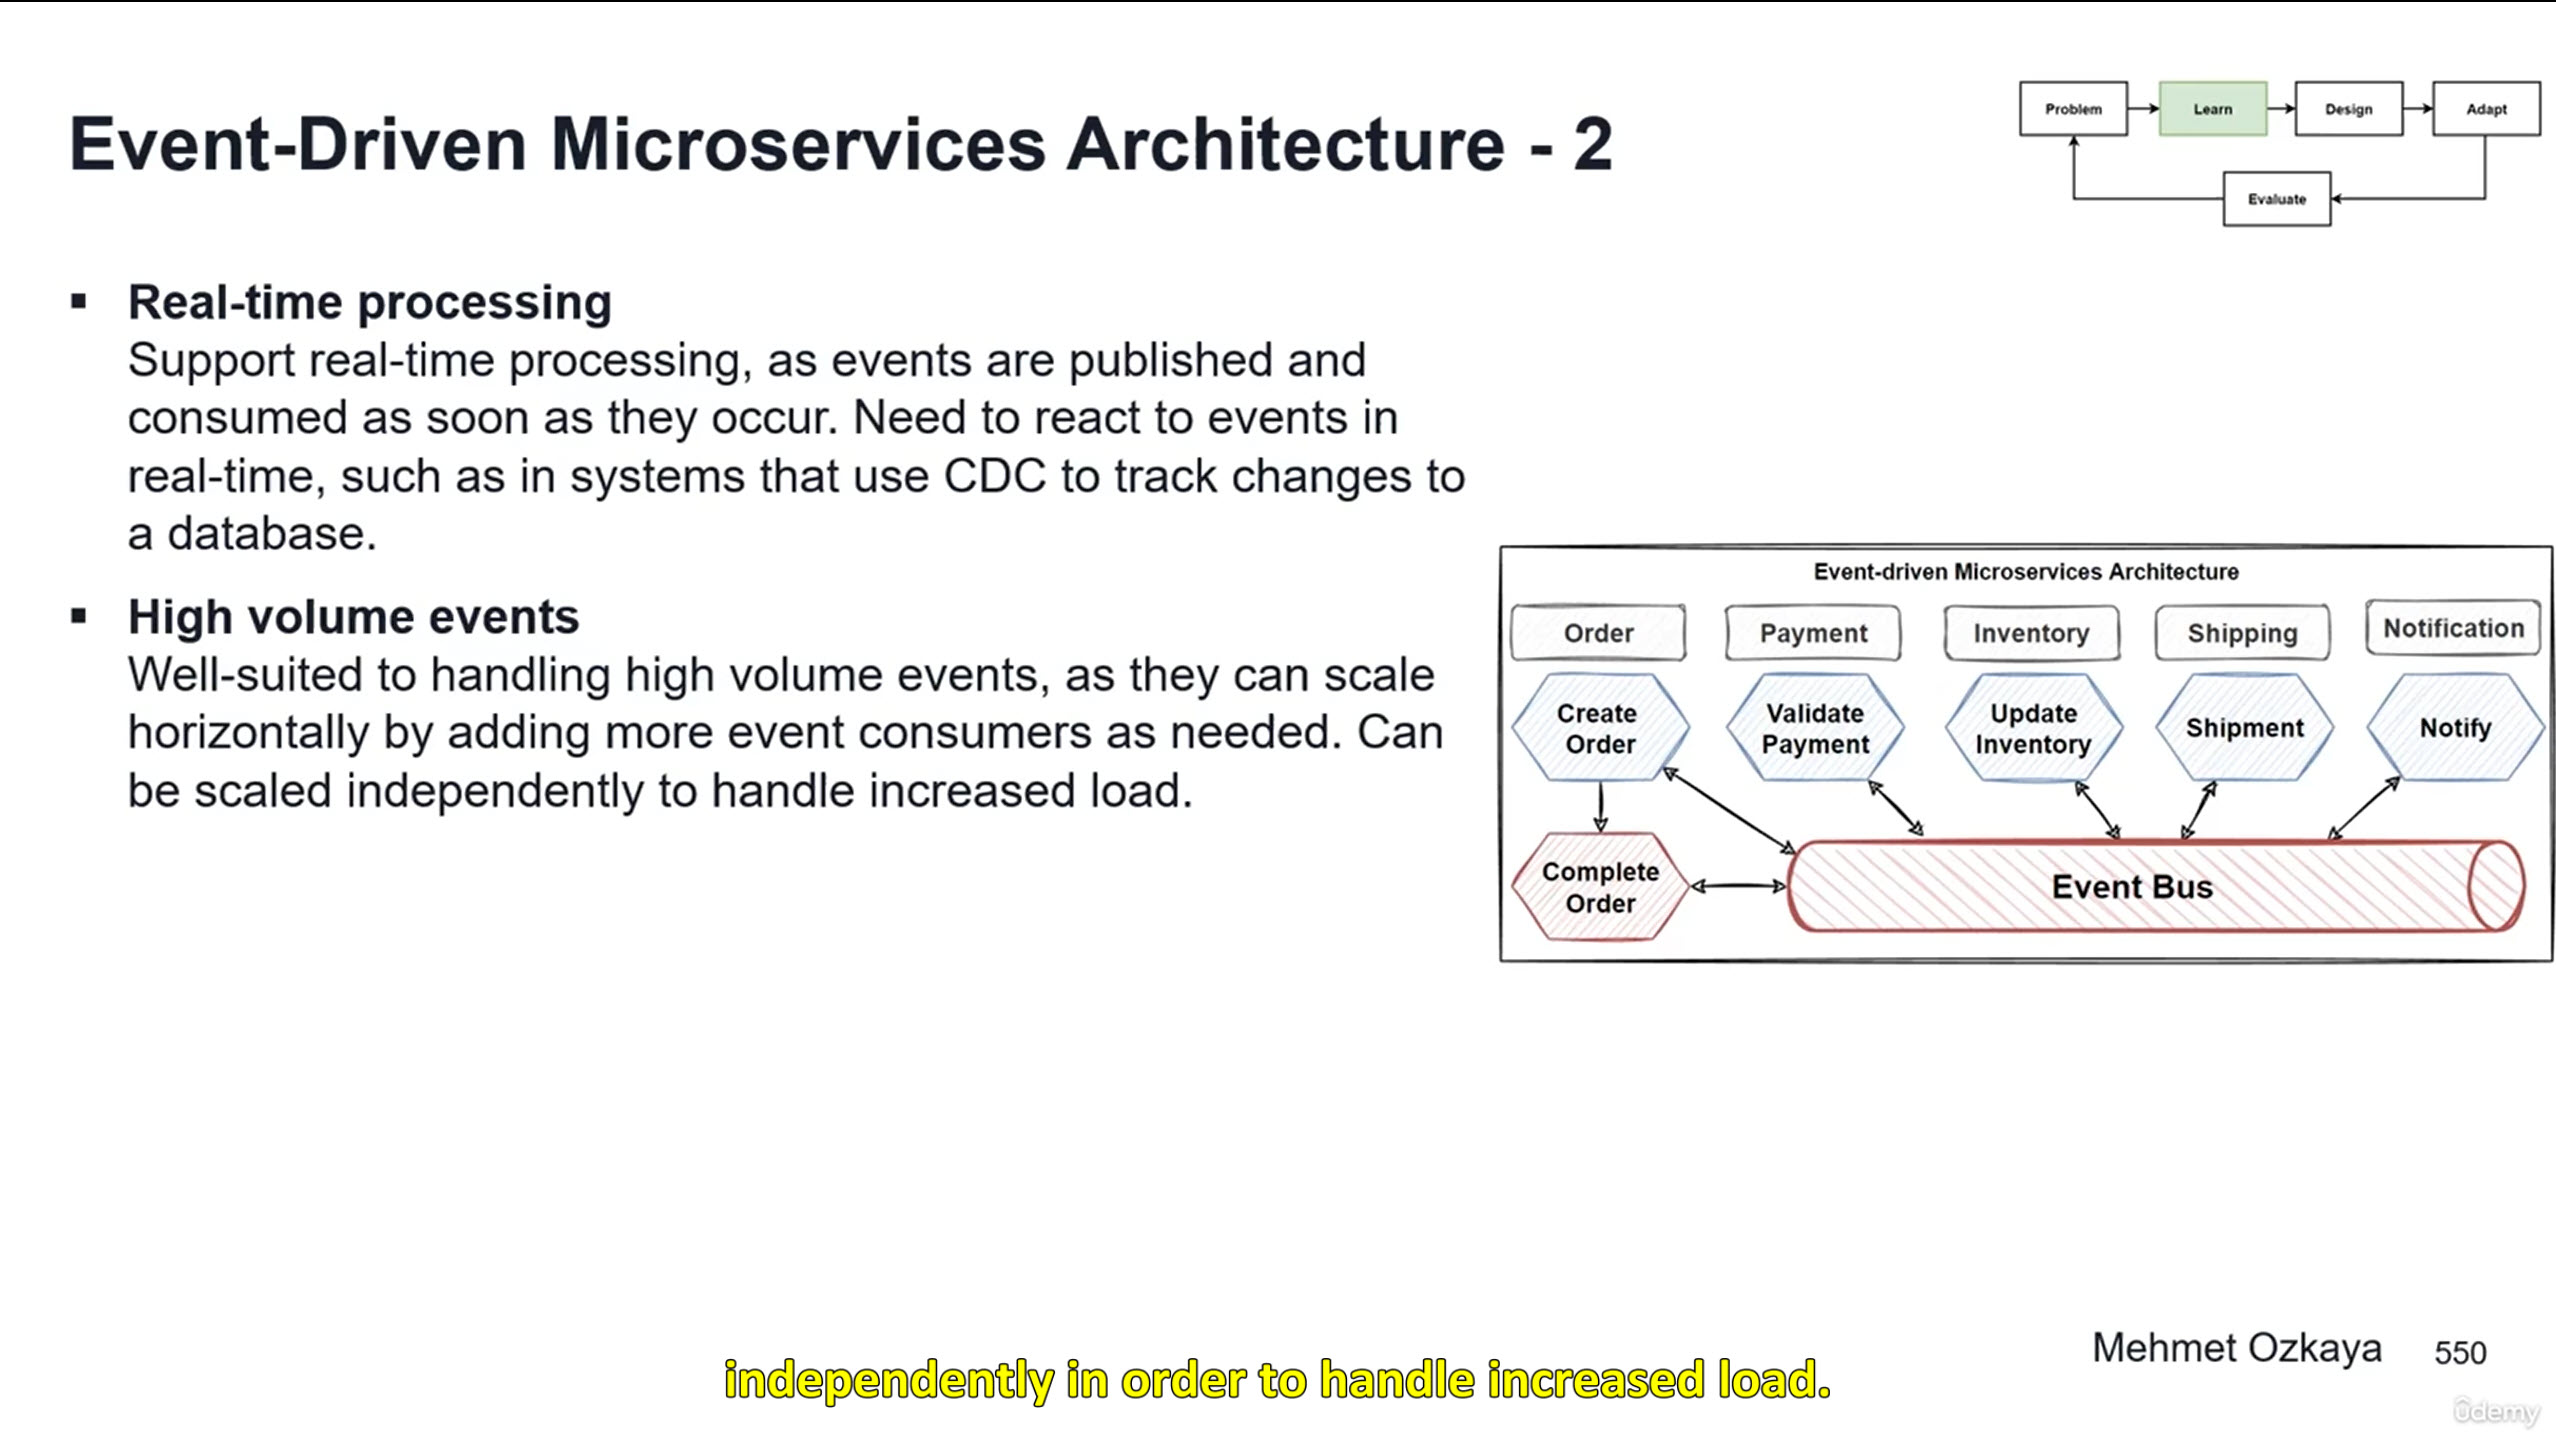 Event-Driven Microservices Architecture - 2
Problem
Learn
Design
Adapt
Evaluate
▪ Real-time processing
Support real-time processing, as events are published and
consumed as soon as they occur. Need to react to events in
real-time, such as in systems that use CDC to track changes to
a database.
▪ High volume events
Well-suited to handling high volume events, as they can scale
horizontally by adding more event consumers as needed. Can
be scaled independently to handle increased load.
Event-driven Microservices Architecture
Order
Payment
Inventory
Shipping
Notification
Create
Order
Validate
Payment
Update
Inventory
Shipment
Notify
Complete
Order
Event Bus
Mehmet Ozkaya
550
independently in order to handle increased load.
ûdemy